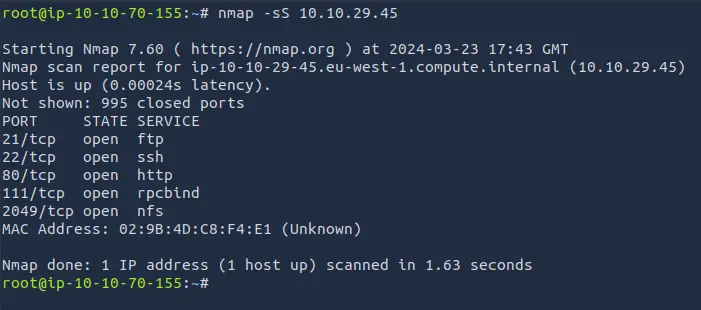 root@ip-10-10-70-155:~# nmap -sS 10.10.29.45
Starting Nmap 7.60 ( https://nmap.org ) at 2024-03-23 17:43 GMT
Nmap scan report for ip-10-10-29-45.eu-west-1.compute.internal (10.10.29.45)
Host is up (0.00024s latency).
Not shown: 995 closed ports
PORT     STATE SERVICE
21/tcp   open  ftp
22/tcp   open  ssh
80/tcp   open  http
111/tcp  open  rpcbind
2049/tcp open  nfs
MAC Address: 02:9B:4D:C8:F4:E1 (Unknown)
Nmap done: 1 IP address (1 host up) scanned in 1.63 seconds
root@ip-10-10-70-155:~#